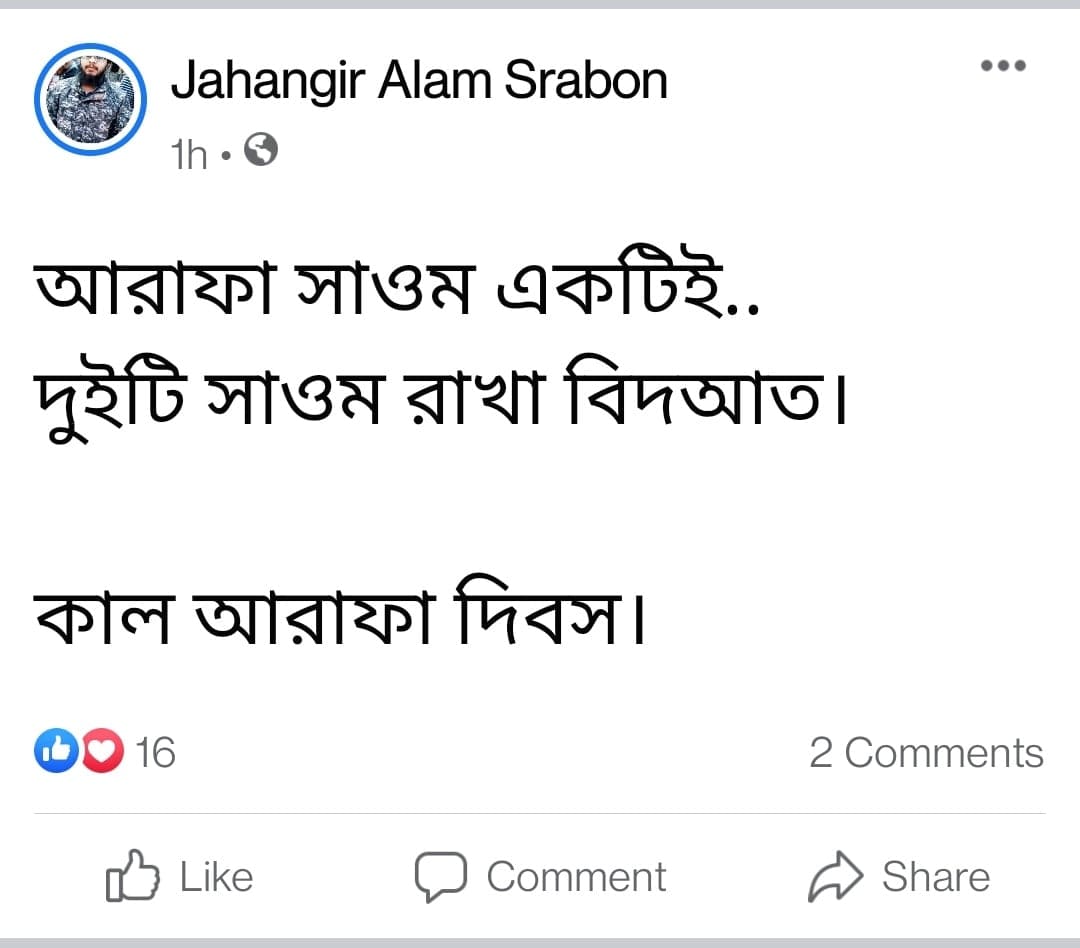 Jahangir Alam Srabon
1h •
আরাফা সাওম একটিই..
দুইটি সাওম রাখা বিদআত।
কাল আরাফা দিবস।
16 2 Comments
Like Comment Share